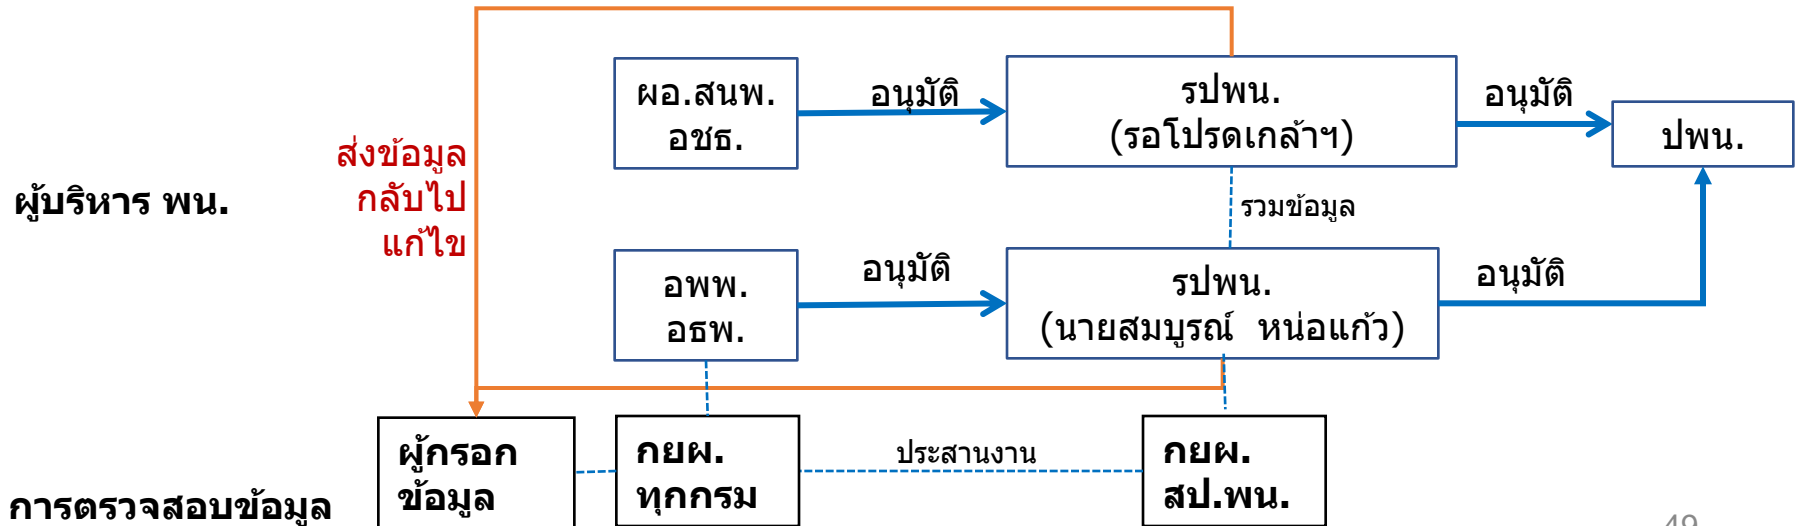 ผอ.สนพ.
อชธ.
อนุมัติ
รปพน.
(รอโปรดเกล้าฯ)
อนุมัติ
ปพน.
ส่งข้อมูล
กลับไป
แก้ไข
ผู้บริหาร พน.
รวมข้อมูล
อพพ.
อธพ.
อนุมัติ
รปพน.
(นายสมบูรณ์ หน่อแก้ว)
อนุมัติ
ผู้กรอก
ข้อมูล
กยผ.
ทุกกรม
ประสานงาน
กยผ.
สป.พน.
การตรวจสอบข้อมูล
49